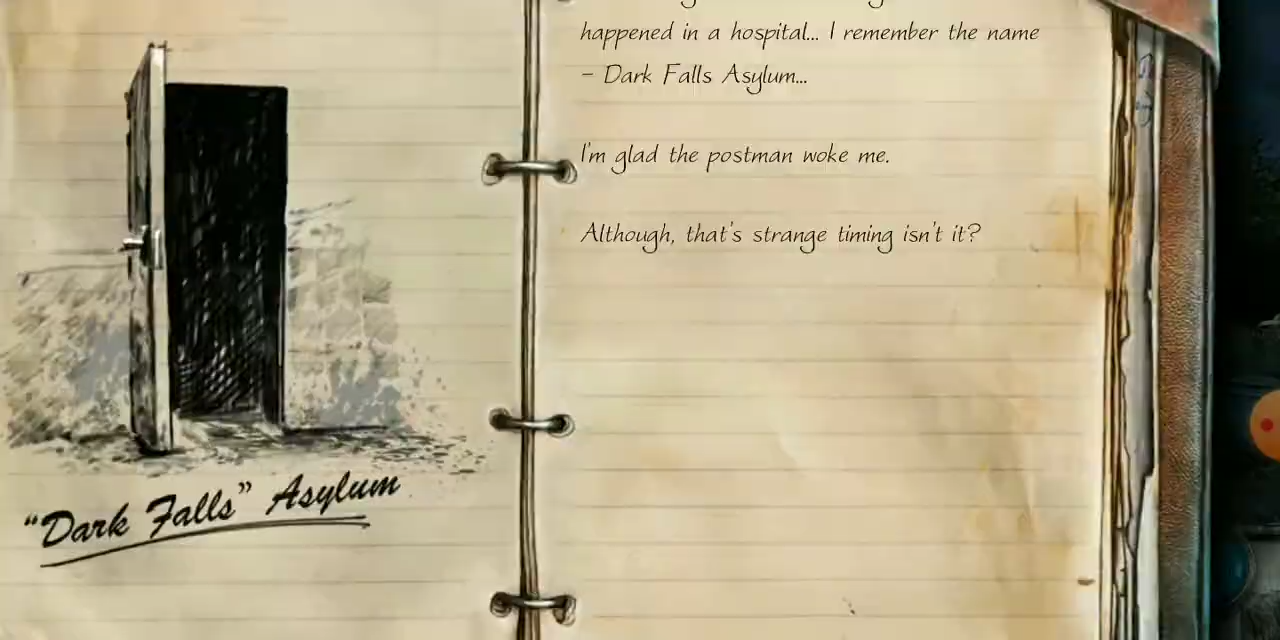 "Dark Falls" Asylum
happened in a hospital... I remember the name
- Dark Falls Asylum...
I'm glad the postman woke me.
Although, that's strange timing isn't it?